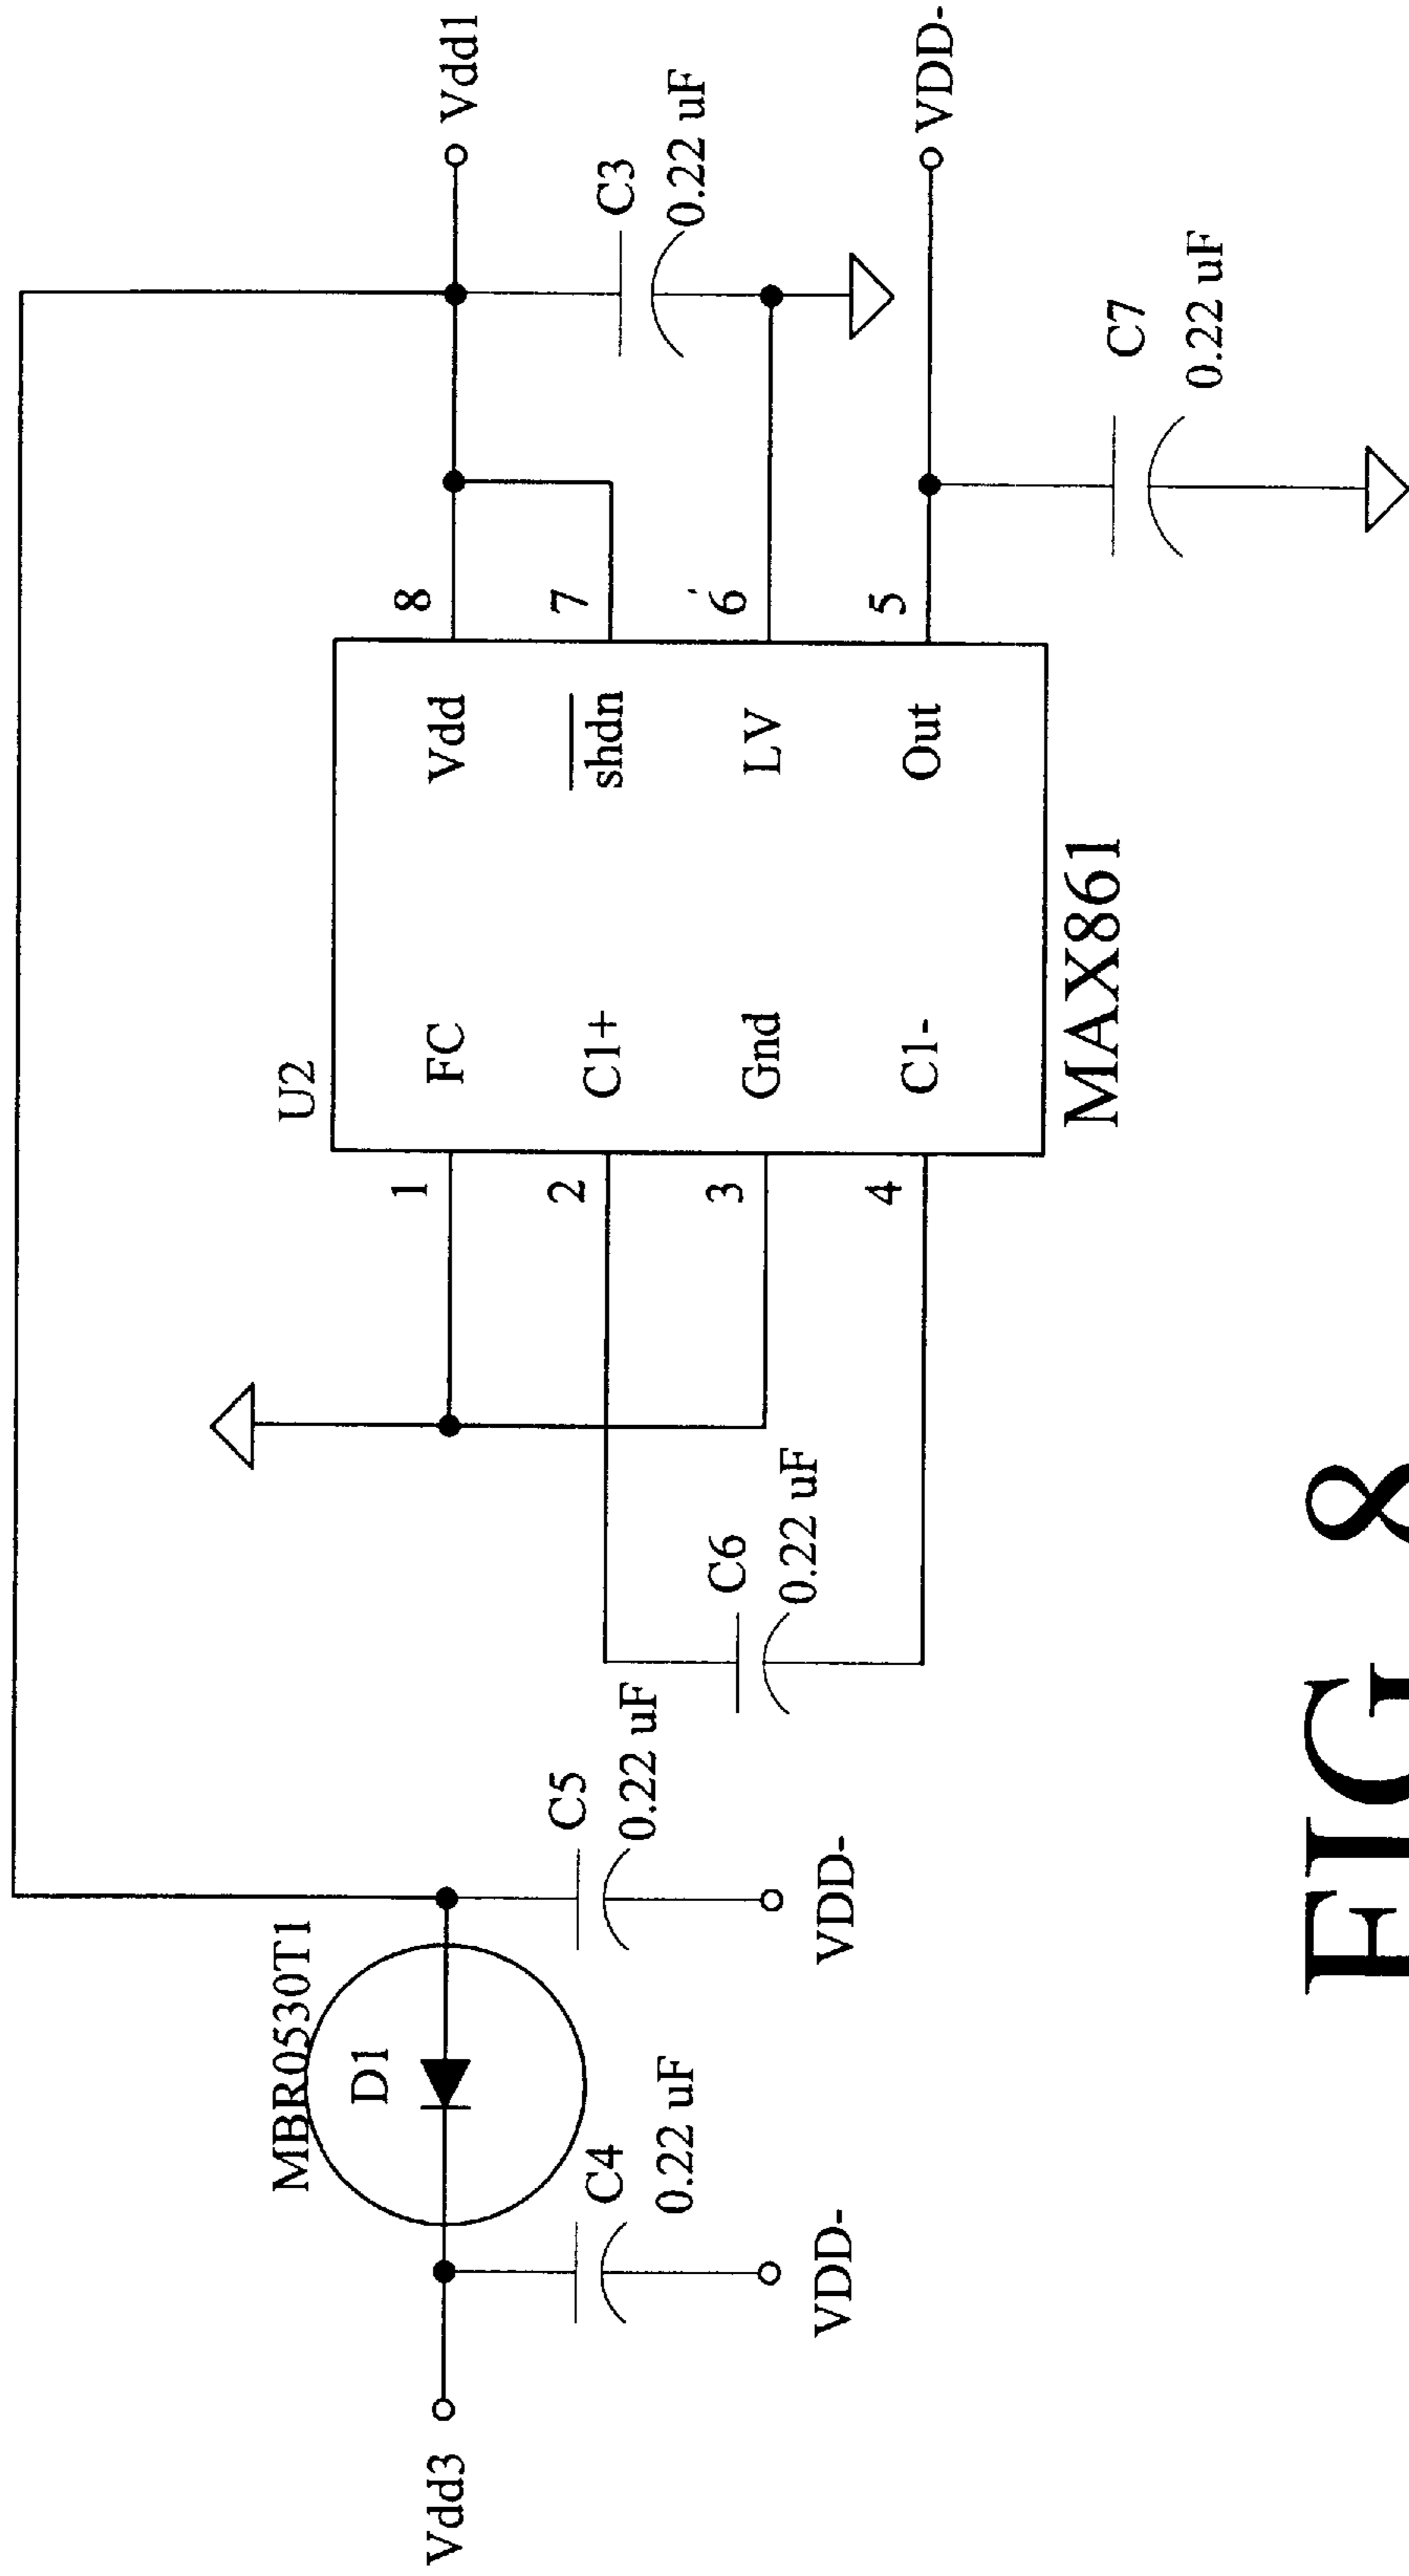 Vdd3
MBR0530T1
D1
C4
0.22 uF
VDD-
C5
0.22 uF
VDD-
C6
0.22 uF
U2
1
2
3
4
FC
C1+
Gnd
C1-
Vdd
shdn
LV
Out
8
7
6
5
MAX861
Vdd1
C3
0.22 uF
VDD-
C7
0.22 uF
FIG 8